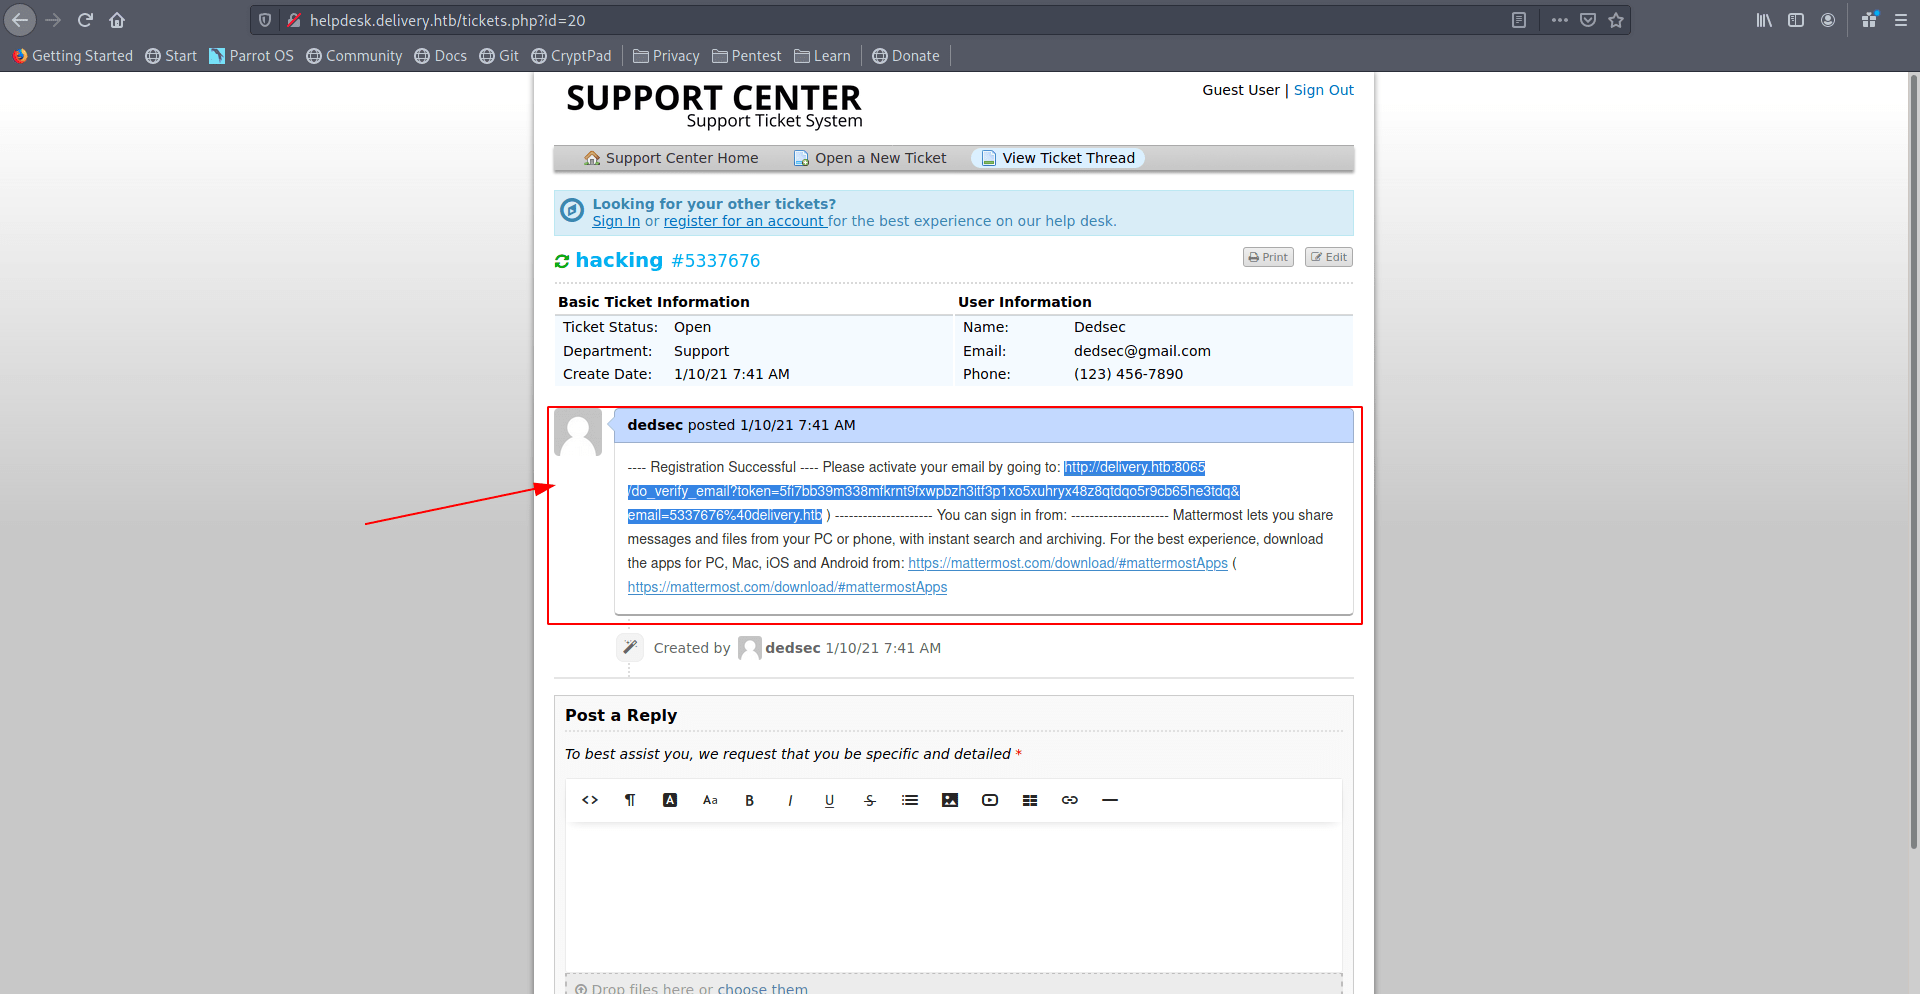 helpdesk.delivery.htb/tickets.php?id=20
Getting Started Start Parrot OS Community Docs Git CryptPad Privacy Pentest Learn Donate
SUPPORT CENTER
Support Ticket System
Guest User | Sign Out
Support Center Home Open a New Ticket View Ticket Thread
Looking for your other tickets?
Sign In or register for an account for the best experience on our help desk.
hacking #5337676
Print Edit
Basic Ticket Information User Information
Ticket Status: Open Name: Dedsec
Department: Support Email: dedsec@gmail.com
Create Date: 1/10/21 7:41 AM Phone: (123) 456-7890
dedsec posted 1/10/21 7:41 AM
---- Registration Successful ---- Please activate your email by going to: http://delivery.htb:8065
/do_verify_email?token=5fi7bb39m338mfkrnt9fxwpbzh3itf3p1xo5xuhryx48z8qtdqo5r9cb65he3tdq&
email=5337676%40delivery.htb ) --------------------- You can sign in from: --------------------- Mattermost lets you share
messages and files from your PC or phone, with instant search and archiving. For the best experience, download
the apps for PC, Mac, iOS and Android from: https://mattermost.com/download/#mattermostApps (
https://mattermost.com/download/#mattermostApps
Created by dedsec 1/10/21 7:41 AM
Post a Reply
To best assist you, we request that you be specific and detailed *
<> ¶ A Aa B I U S
Drop files here or choose them